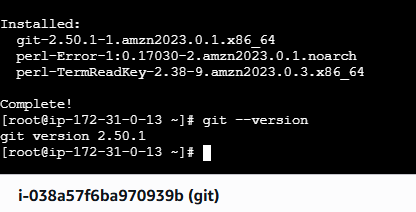 Installed:
git-2.50.1-1.amzn2023.0.1.x86_64
perl-Error-1:0.17030-2.amzn2023.0.1.noarch
perl-TermReadKey-2.38-9.amzn2023.0.3.x86_64
Complete!
[root@ip-172-31-0-13 ~]# git --version
git version 2.50.1
[root@ip-172-31-0-13 ~]#
i-038a57f6ba970939b (git)